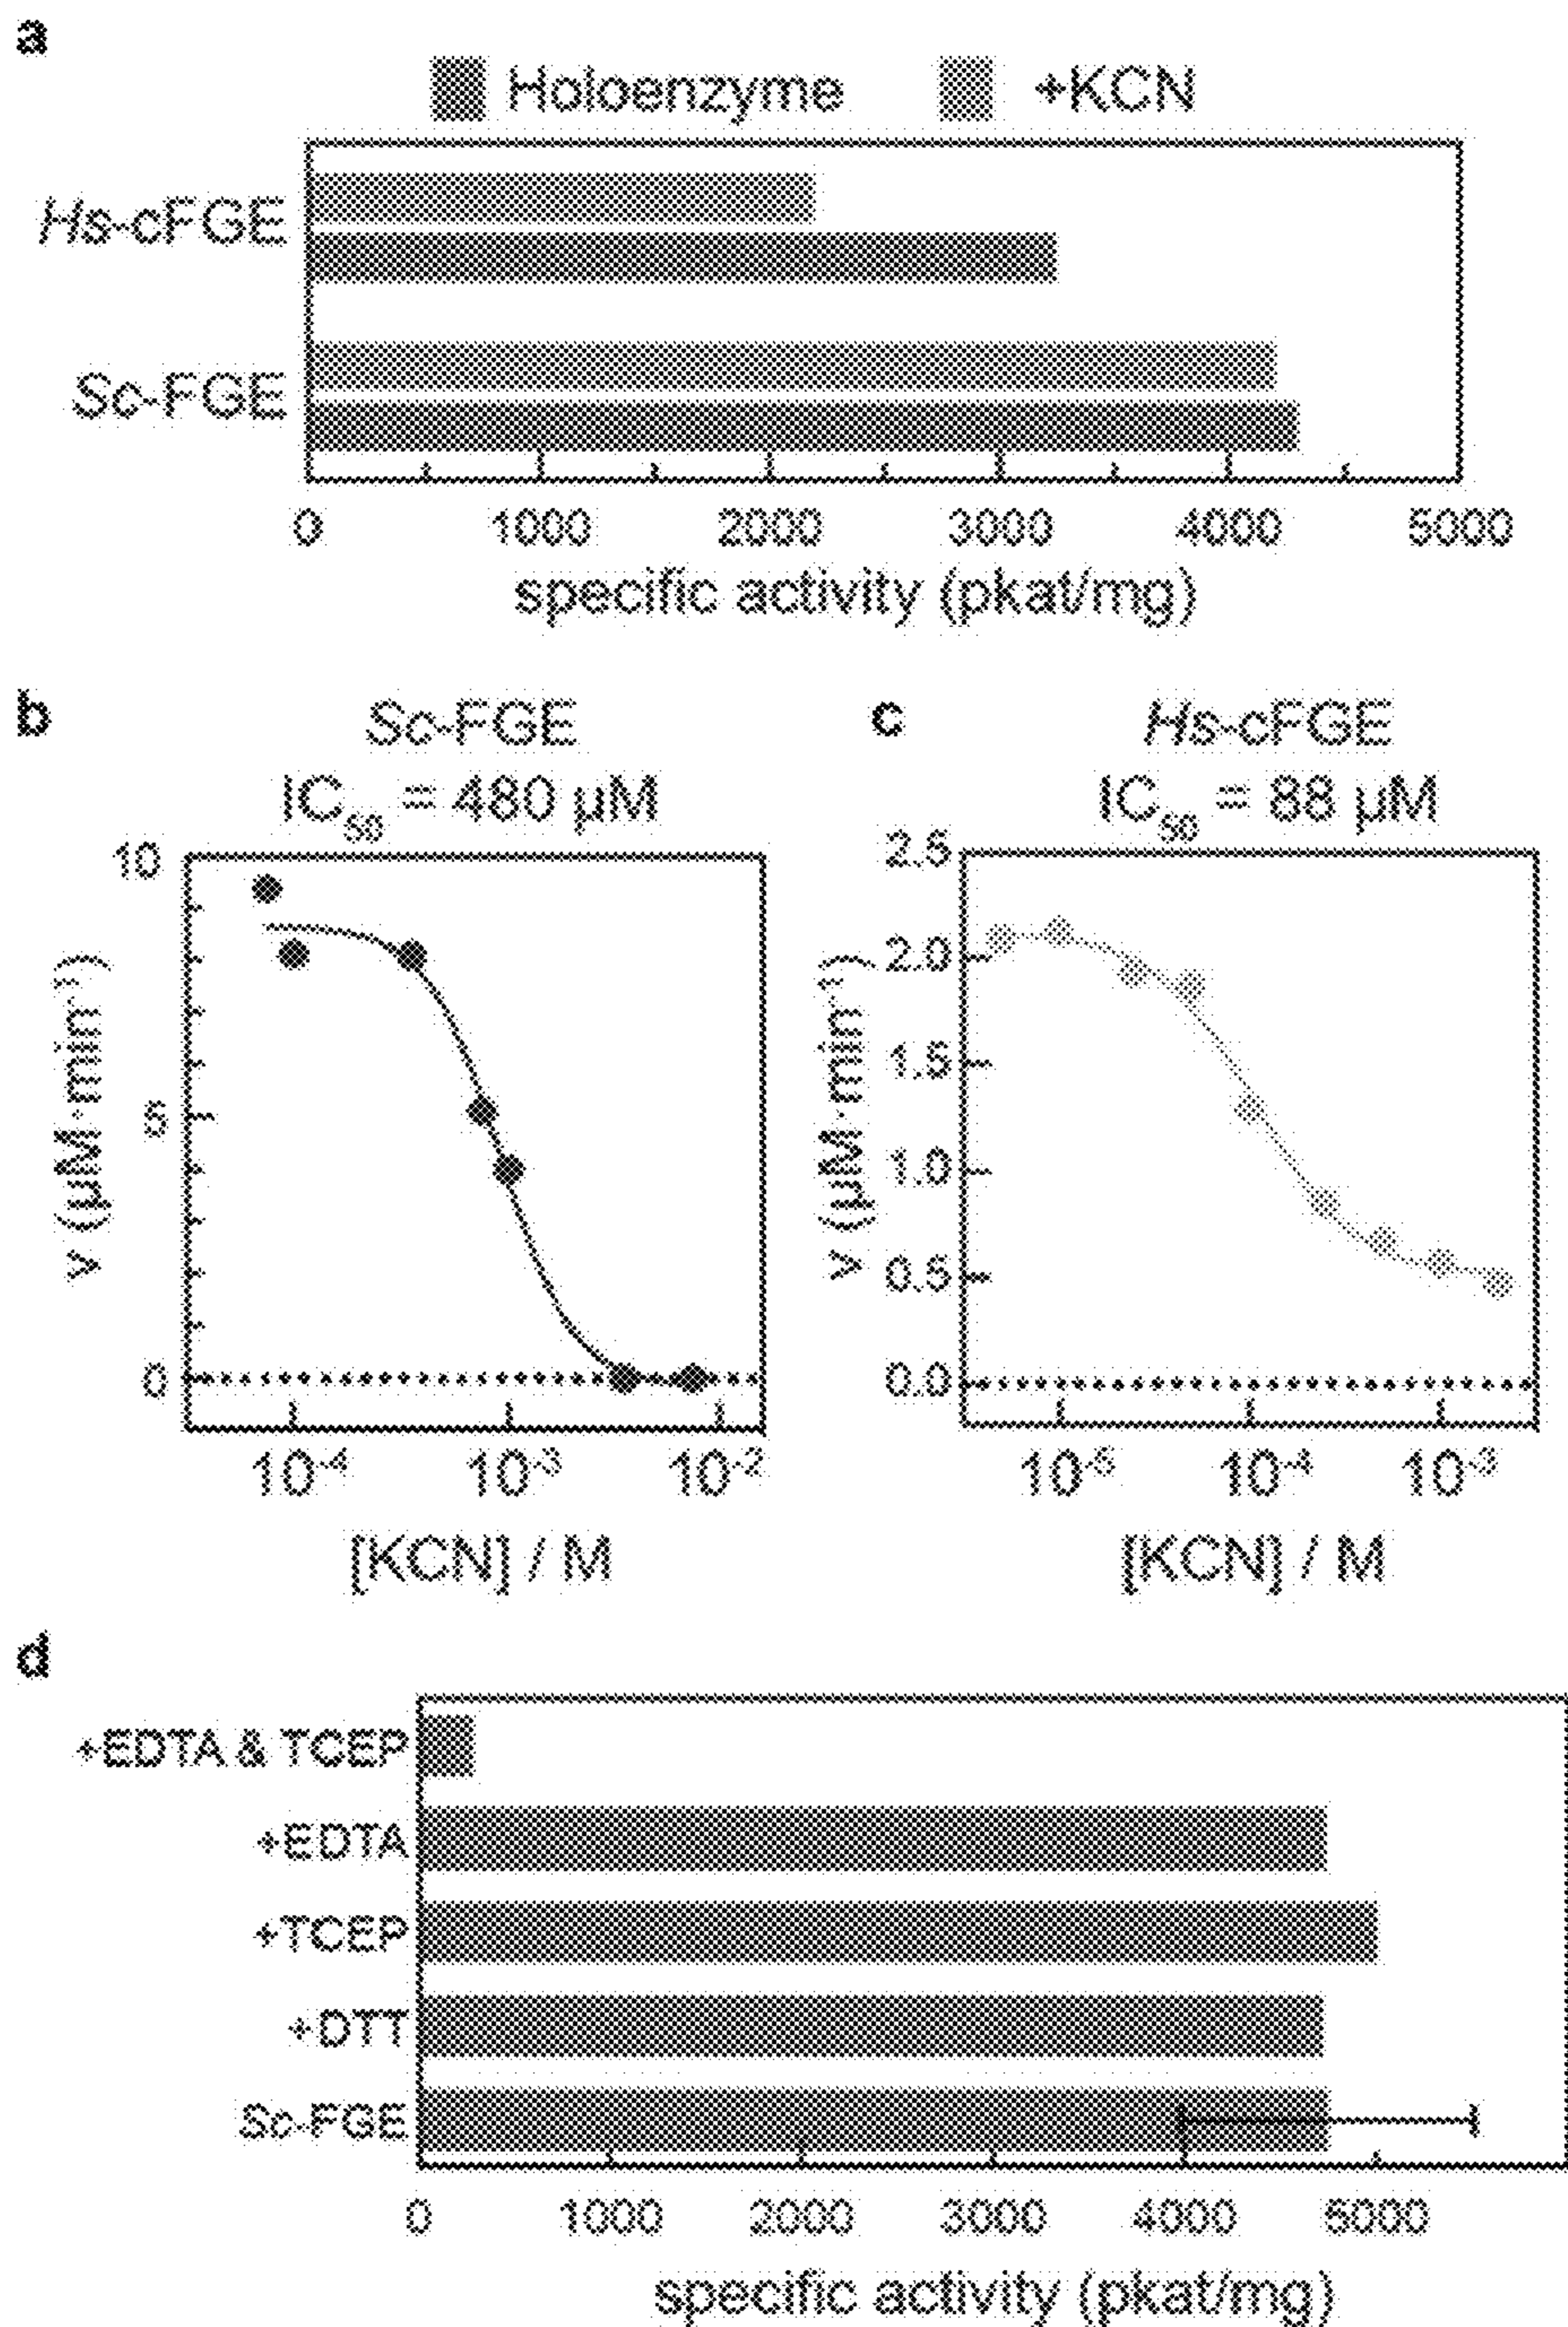 a
Holoenzyme +KCN
Hs-cFGE
Sc-FGE
0 1000 2000 3000 4000 5000
specific activity (pkat/mg)
b Sc-FGE
IC50 = 480 µM
10
5
0
v (µM·min-1)
10-4 10-3 10-2
[KCN] / M
c Hs-cFGE
IC50 = 88 µM
2.5
2.0
1.5
1.0
0.5
0.0
v (µM·min-1)
10-5 10-4 10-3
[KCN] / M
d
+EDTA & TCEP
+EDTA
+TCEP
+DTT
Sc-FGE
0 1000 2000 3000 4000 5000
specific activity (pkat/mg)